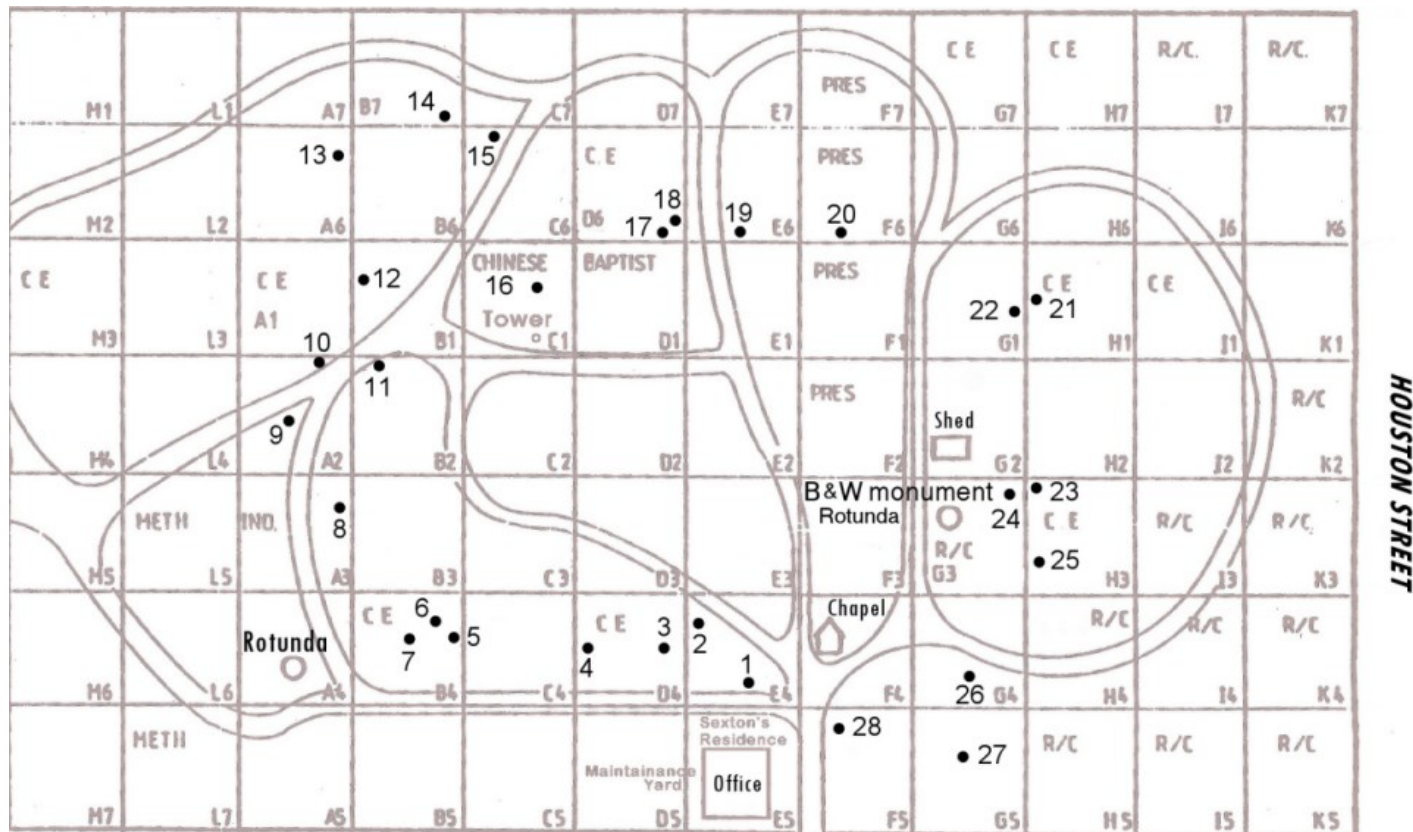 C E
C E
R/C.
R/C.
PRES
M1
L1
A7
B7
14
C7
D7
E7
F7
G7
H7
I7
K7
13
15
C.E
PRES
18
M2
L2
A6
B6
C6
D6
17
19
E6
20
F6
G6
H6
I6
K6
C E
C E
12
CHINESE
BAPTIST
PRES
C E
C E
16
22
21
A1
Tower
M3
L3
10
B1
C1
D1
E1
F1
G1
H1
I1
K1
11
PRES
R/C
HOUSTON STREET
Shed
9
M4
L4
A2
B2
C2
D2
E2
F2
G2
H2
I2
K2
B&W monument
23
METH
IND.
8
Rotunda
24
C E
R/C
R/C
R/C
25
M5
L5
A3
B3
C3
D3
E3
F3
G3
H3
I3
K3
C E
6
C E
Chapel
R/C
R/C
R/C
Rotunda
7
5
4
3
2
1
26
M6
L6
A4
B4
C4
D4
E4
F4
G4
H4
I4
K4
METH
Sexton's
Residence
28
R/C
R/C
R/C
Maintainance
Yard
Office
27
M7
L7
A5
B5
C5
D5
E5
F5
G5
H5
I5
K5